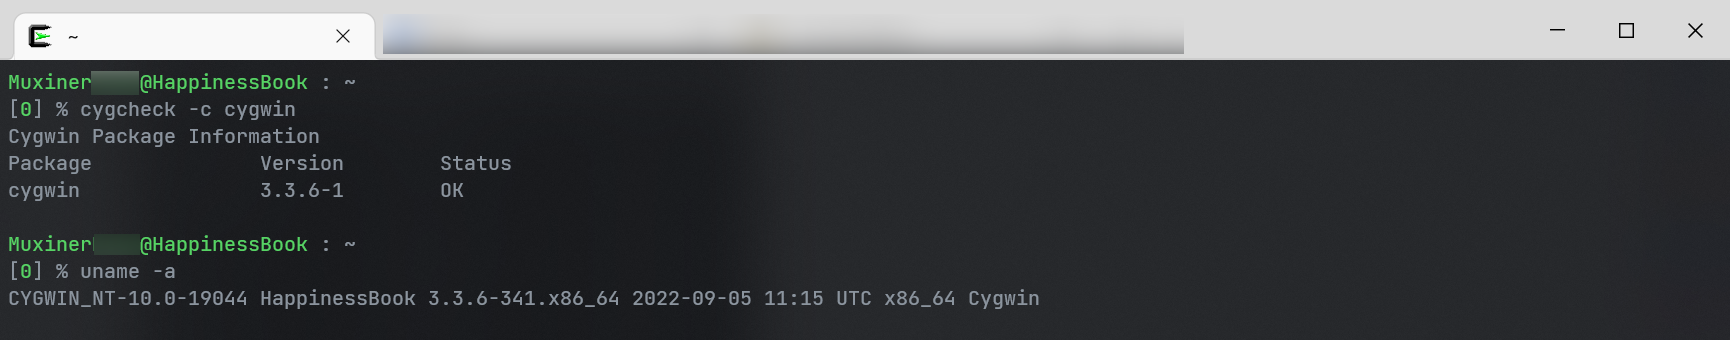 ~
Muxiner @HappinessBook : ~
[0] % cygcheck -c cygwin
Cygwin Package Information
Package Version Status
cygwin 3.3.6-1 OK
Muxiner @HappinessBook : ~
[0] % uname -a
CYGWIN_NT-10.0-19044 HappinessBook 3.3.6-341.x86_64 2022-09-05 11:15 UTC x86_64 Cygwin